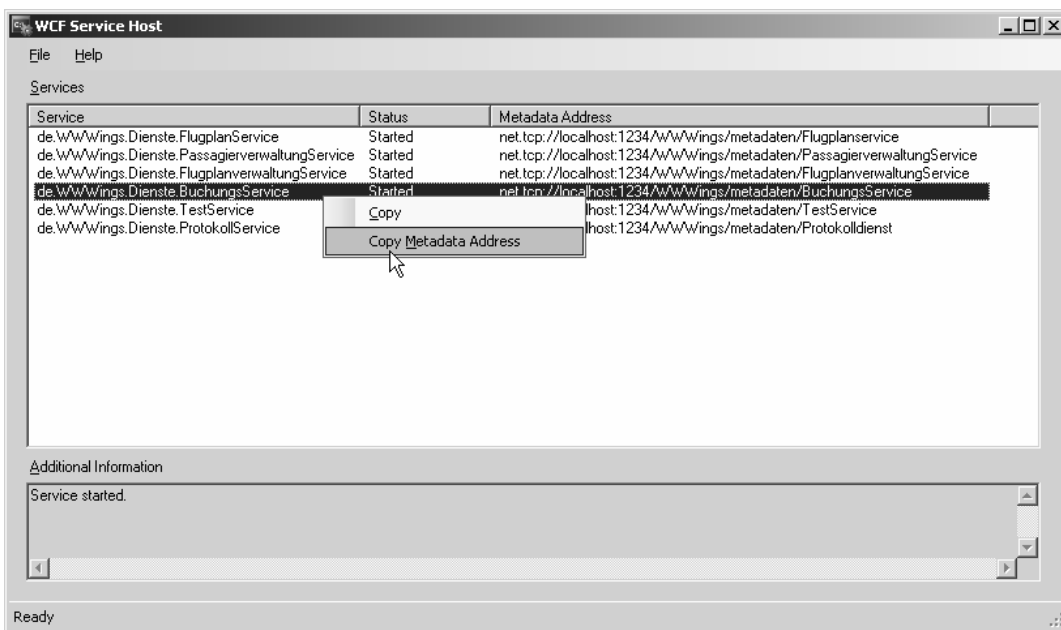 WCF Service Host
File Help
Services
Service Status Metadata Address
de.WWWings.Dienste.FlugplanService Started net.tcp://localhost:1234/WWWings/metadaten/Flugplanservice
de.WWWings.Dienste.PassagierverwaltungService Started net.tcp://localhost:1234/WWWings/metadaten/PassagierverwaltungService
de.WWWings.Dienste.FlugplanverwaltungService Started net.tcp://localhost:1234/WWWings/metadaten/FlugplanverwaltungService
de.WWWings.Dienste.BuchungsService Started net.tcp://localhost:1234/WWWings/metadaten/BuchungsService
de.WWWings.Dienste.TestService lhost:1234/WWWings/metadaten/TestService
de.WWWings.Dienste.ProtokollService lhost:1234/WWWings/metadaten/Protokolldienst
Copy
Copy Metadata Address
Additional Information
Service started.
Ready